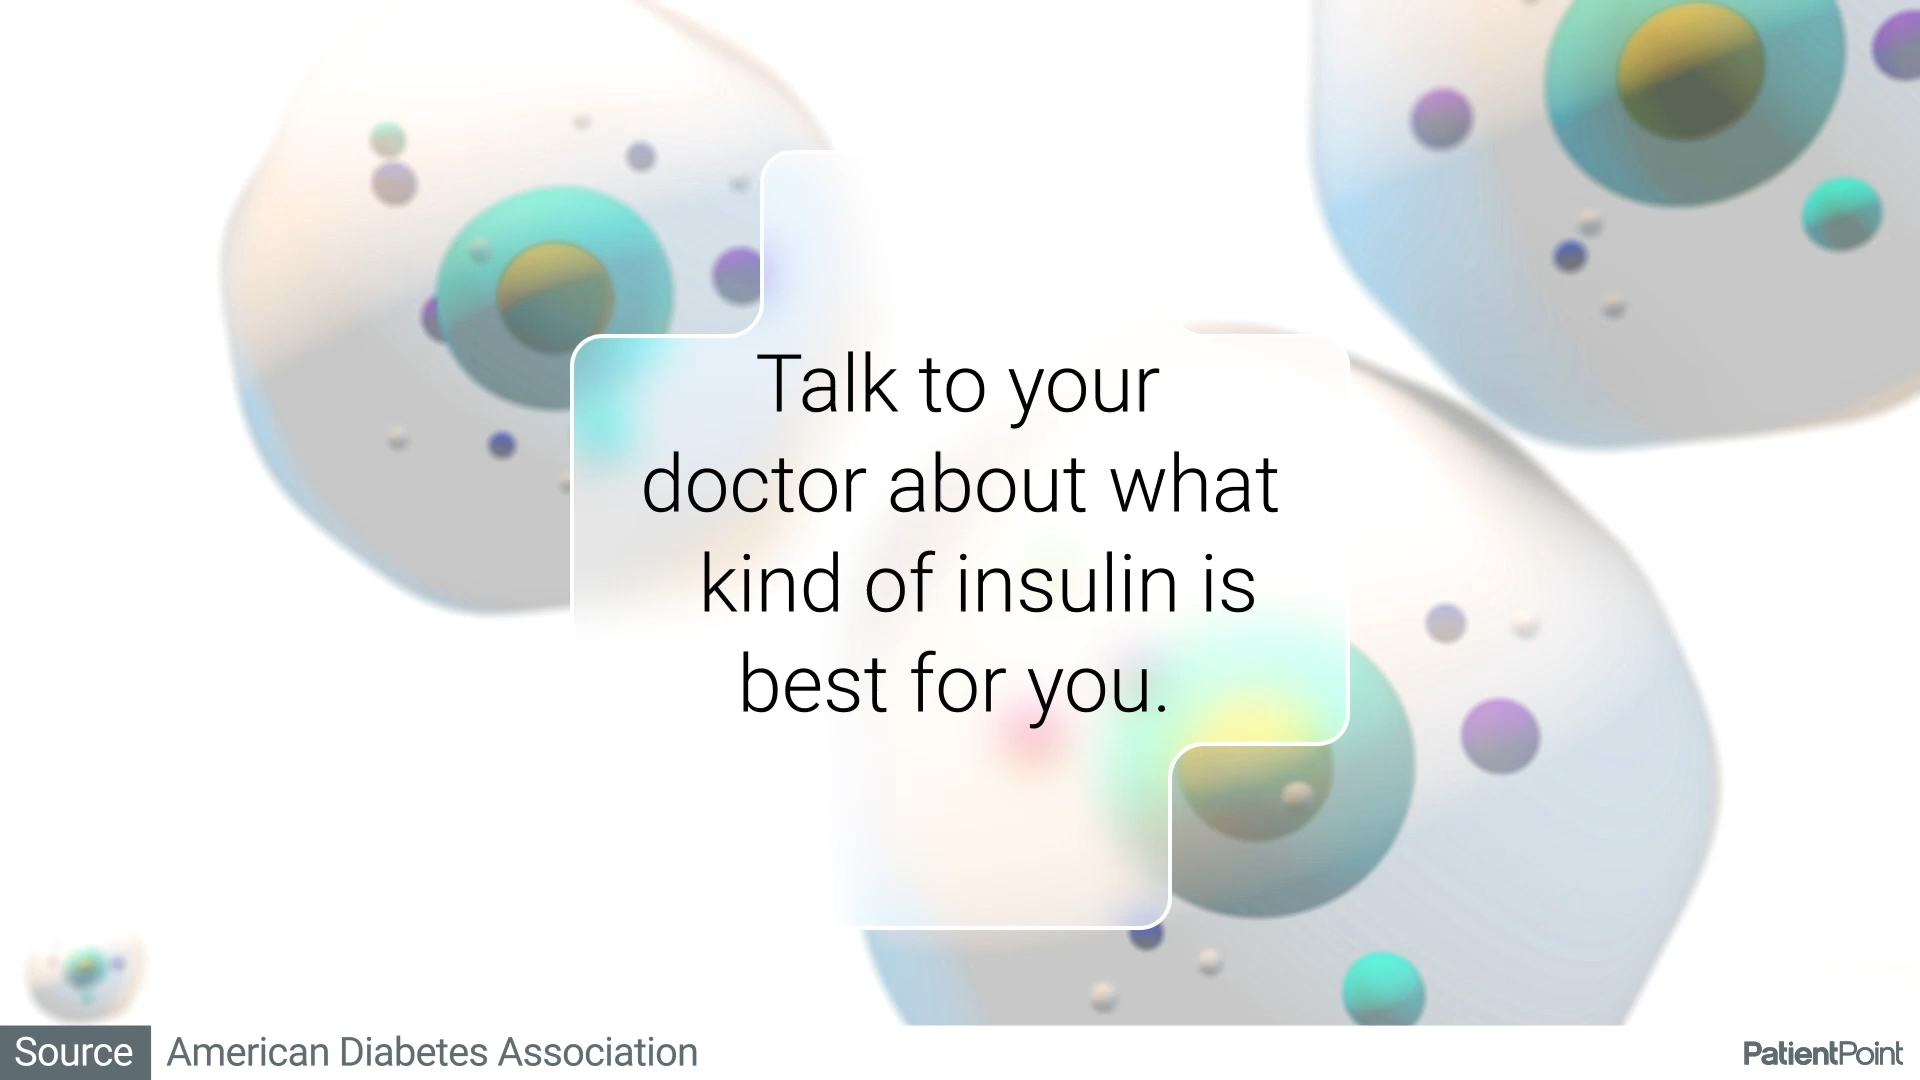 Talk to your
doctor about what
kind of insulin is
best for you.
Source American Diabetes Association
PatientPoint